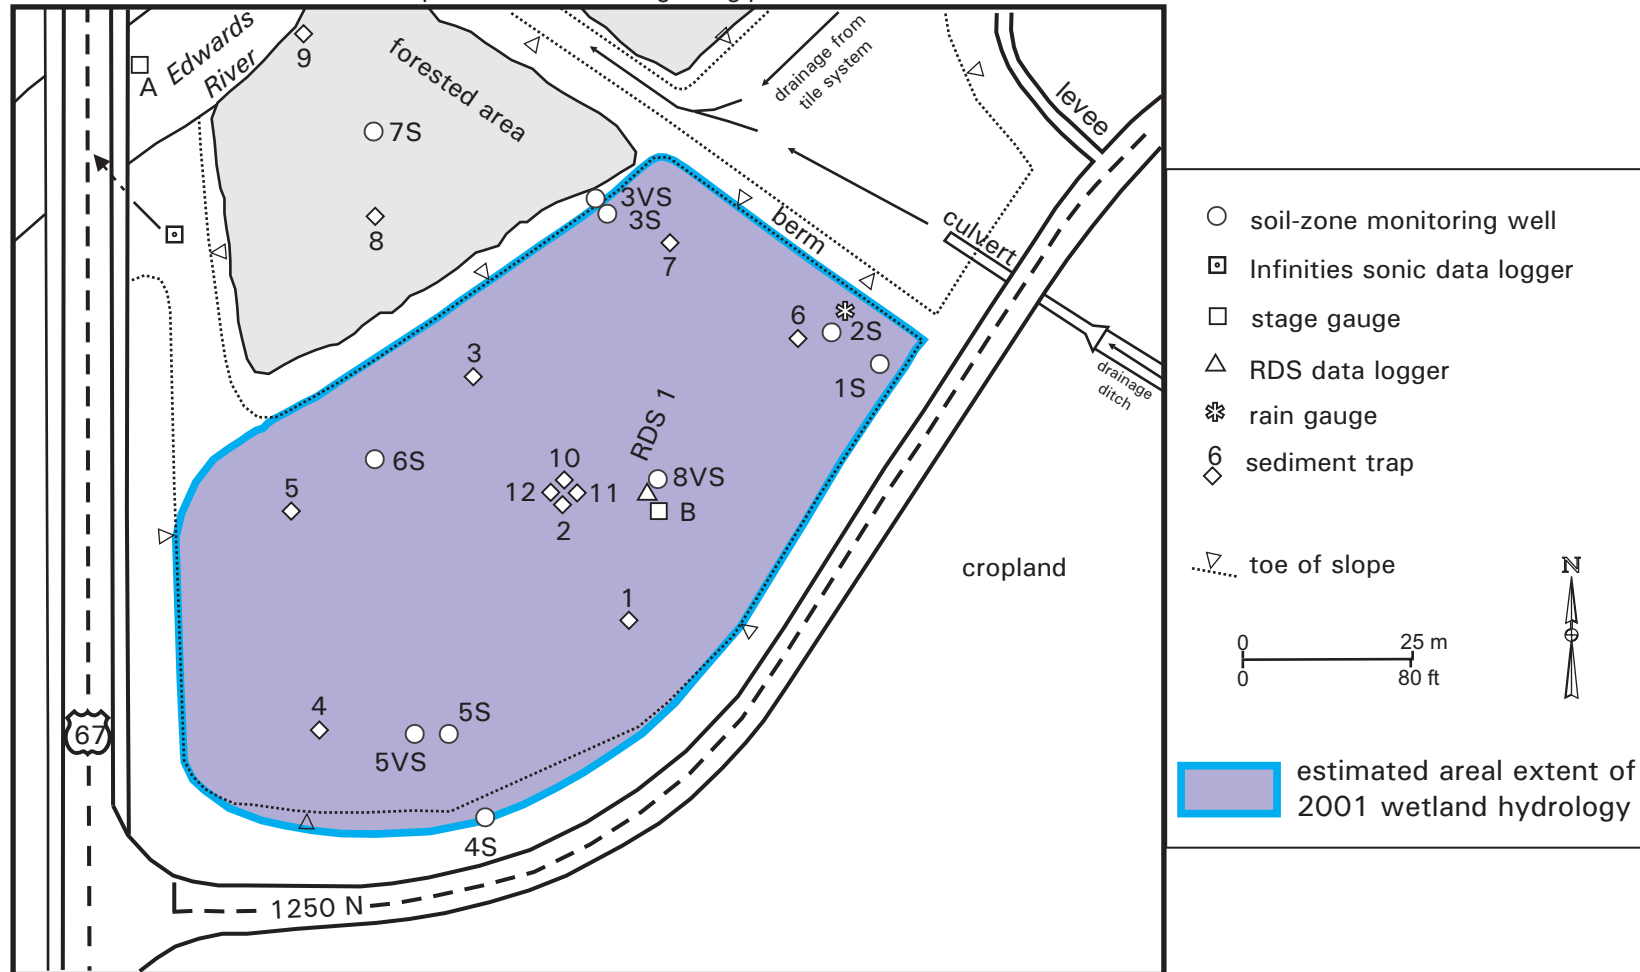 Edwards
River
A
9
forested area
7S
8
drainage from
tile system
levee
3VS
3S
7
berm
culvert
drainage
ditch
6
2S
1S
3
RDS 1
6S
10
12
11
2
8VS
B
5
cropland
1
4
5S
5VS
4S
67
1250 N
soil-zone monitoring well
Infinities sonic data logger
stage gauge
RDS data logger
rain gauge
6
sediment trap
toe of slope
N
0 25 m
0 80 ft
estimated areal extent of
2001 wetland hydrology